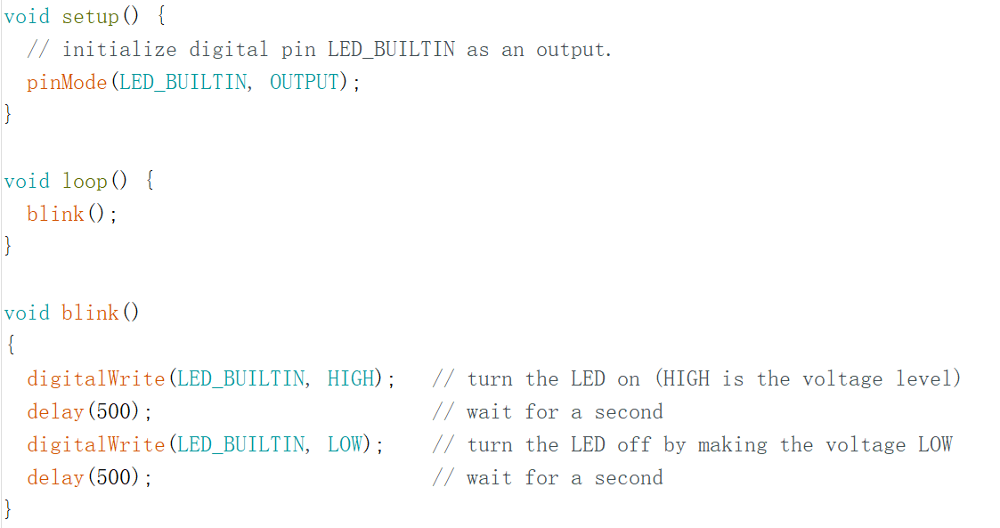 void setup() {
  // initialize digital pin LED_BUILTIN as an output.
  pinMode(LED_BUILTIN, OUTPUT);
}

void loop() {
  blink();
}

void blink()
{
  digitalWrite(LED_BUILTIN, HIGH);   // turn the LED on (HIGH is the voltage level)
  delay(500);                        // wait for a second
  digitalWrite(LED_BUILTIN, LOW);    // turn the LED off by making the voltage LOW
  delay(500);                        // wait for a second
}